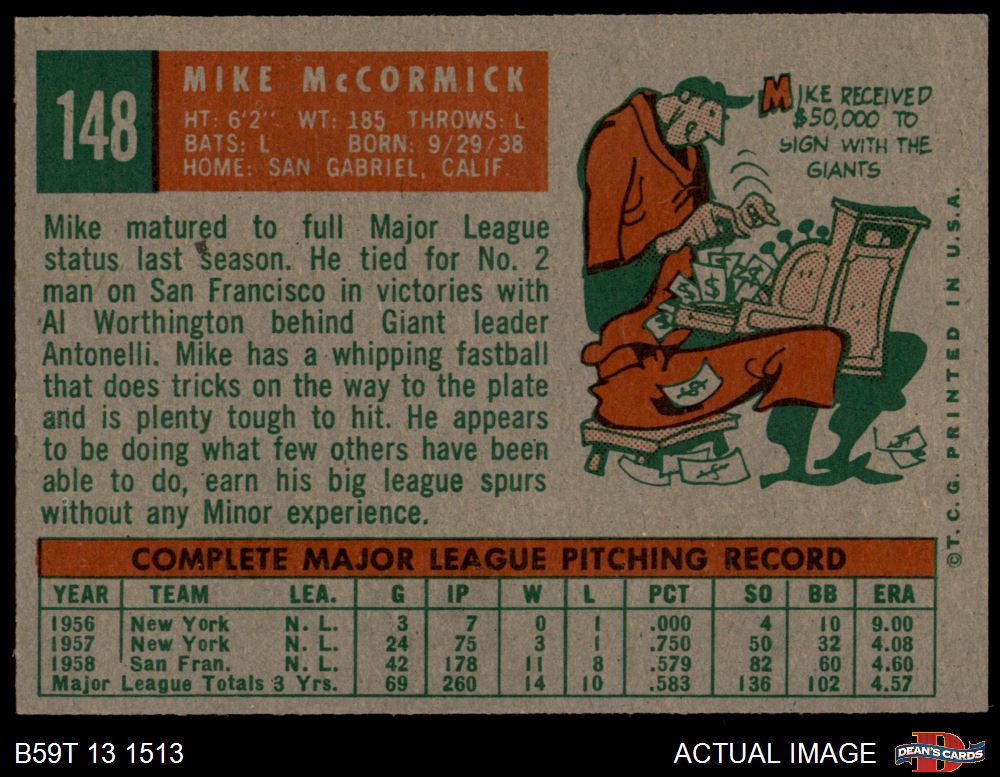 148
MIKE McCORMICK
HT: 6'2" WT: 185 THROWS: L
BATS: L BORN: 9/29/38
HOME: SAN GABRIEL, CALIF.
MIKE RECEIVED
$50,000 TO
SIGN WITH THE
GIANTS
Mike matured to full Major League
status last season. He tied for No. 2
man on San Francisco in victories with
Al Worthington behind Giant leader
Antonelli. Mike has a whipping fastball
that does tricks on the way to the plate
and is plenty tough to hit. He appears
to be doing what few others have been
able to do, earn his big league spurs
without any Minor experience.
©T.C.G. PRINTED IN U.S.A.
COMPLETE MAJOR LEAGUE PITCHING RECORD
YEAR TEAM LEA. G IP W L PCT SO BB ERA
1956 New York N. L. 3 7 0 1 .000 4 10 9.00
1957 New York N. L. 24 75 3 1 .750 50 32 4.08
1958 San Fran. N. L. 42 178 11 8 .579 82 60 4.60
Major League Totals 3 Yrs. 69 260 14 10 .583 136 102 4.57
B59T 13 1513
ACTUAL IMAGE
DEAN'S CARDS